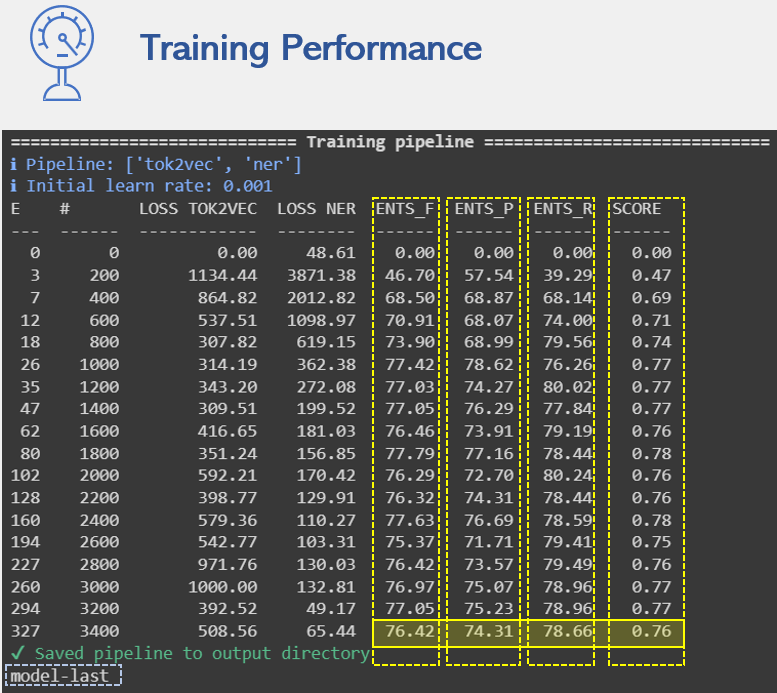 Training Performance
============================= Training pipeline =============================
ℹ Pipeline: ['tok2vec', 'ner']
ℹ Initial learn rate: 0.001
E    #       LOSS TOK2VEC  LOSS NER  ENTS_F  ENTS_P  ENTS_R  SCORE
---  ------  ------------  --------  ------  ------  ------  ------
  0       0          0.00     48.61    0.00    0.00    0.00    0.00
  3     200       1134.44   3871.38   46.70   57.54   39.29    0.47
  7     400        864.82   2012.82   68.50   68.87   68.14    0.69
 12     600        537.51   1098.97   70.91   68.07   74.00    0.71
 18     800        307.82    619.15   73.90   68.99   79.56    0.74
 26    1000        314.19    362.38   77.42   78.62   76.26    0.77
 35    1200        343.20    272.08   77.03   74.27   80.02    0.77
 47    1400        309.51    199.52   77.05   76.29   77.84    0.77
 62    1600        416.65    181.03   76.46   73.91   79.19    0.76
 80    1800        351.24    156.85   77.79   77.16   78.44    0.78
102    2000        592.21    170.42   76.29   72.70   80.24    0.76
128    2200        398.77    129.91   76.32   74.31   78.44    0.76
160    2400        579.36    110.27   77.63   76.69   78.59    0.78
194    2600        542.77    103.31   75.37   71.71   79.41    0.75
227    2800        971.76    130.03   76.42   73.57   79.49    0.76
260    3000       1000.00    132.81   76.97   75.07   78.96    0.77
294    3200        392.52     49.17   77.05   75.23   78.96    0.77
327    3400        508.56     65.44   76.42   74.31   78.66    0.76
✓ Saved pipeline to output directory
model-last